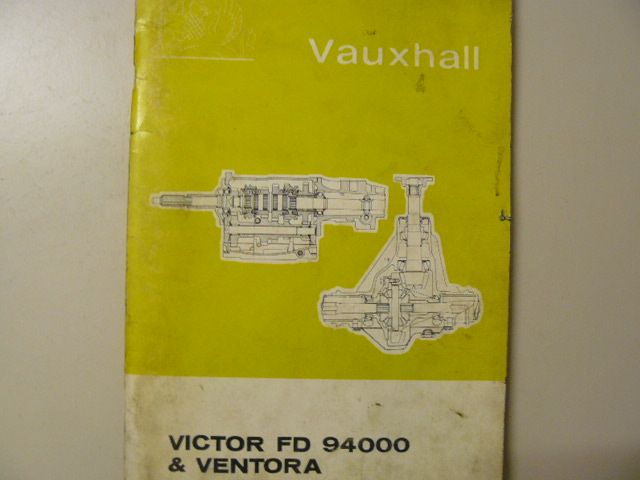 Vauxhall
VICTOR FD 94000
& VENTORA